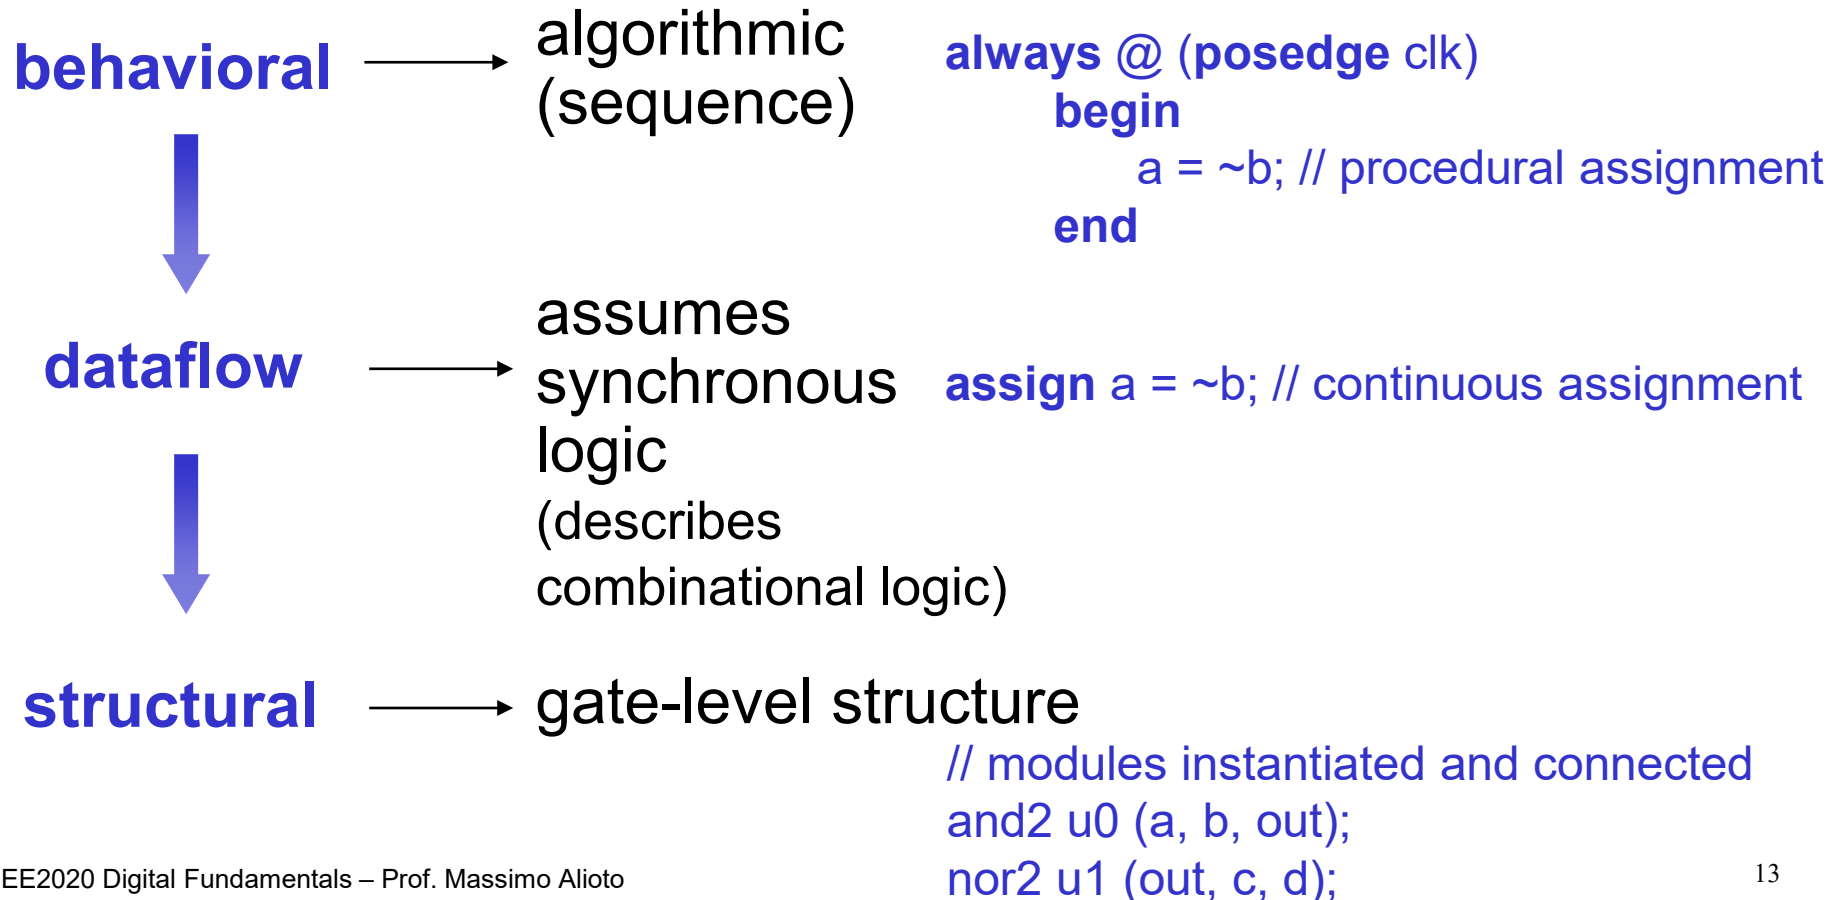 behavioral
algorithmic
(sequence)
always @ (posedge clk)
begin
a = ~b; // procedural assignment
end
dataflow
assumes
synchronous
logic
(describes
combinational logic)
assign a = ~b; // continuous assignment
structural
gate-level structure
// modules instantiated and connected
and2 u0 (a, b, out);
nor2 u1 (out, c, d);
EE2020 Digital Fundamentals – Prof. Massimo Alioto
13